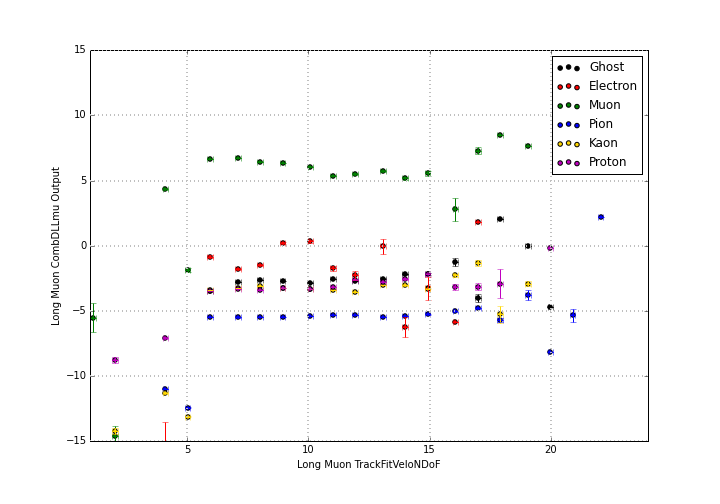 15
10
5
0
−5
−10
−15
5
10
15
20
Long Muon CombDLLmu Output
Long Muon TrackFitVeloNDoF
Ghost
Electron
Muon
Pion
Kaon
Proton